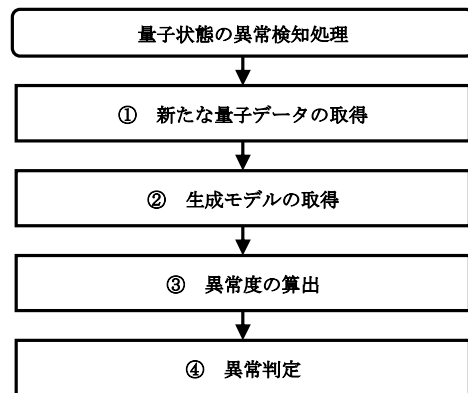 量子状態の異常検知処理
① 新たな量子データの取得
② 生成モデルの取得
③ 異常度の算出
④ 異常判定